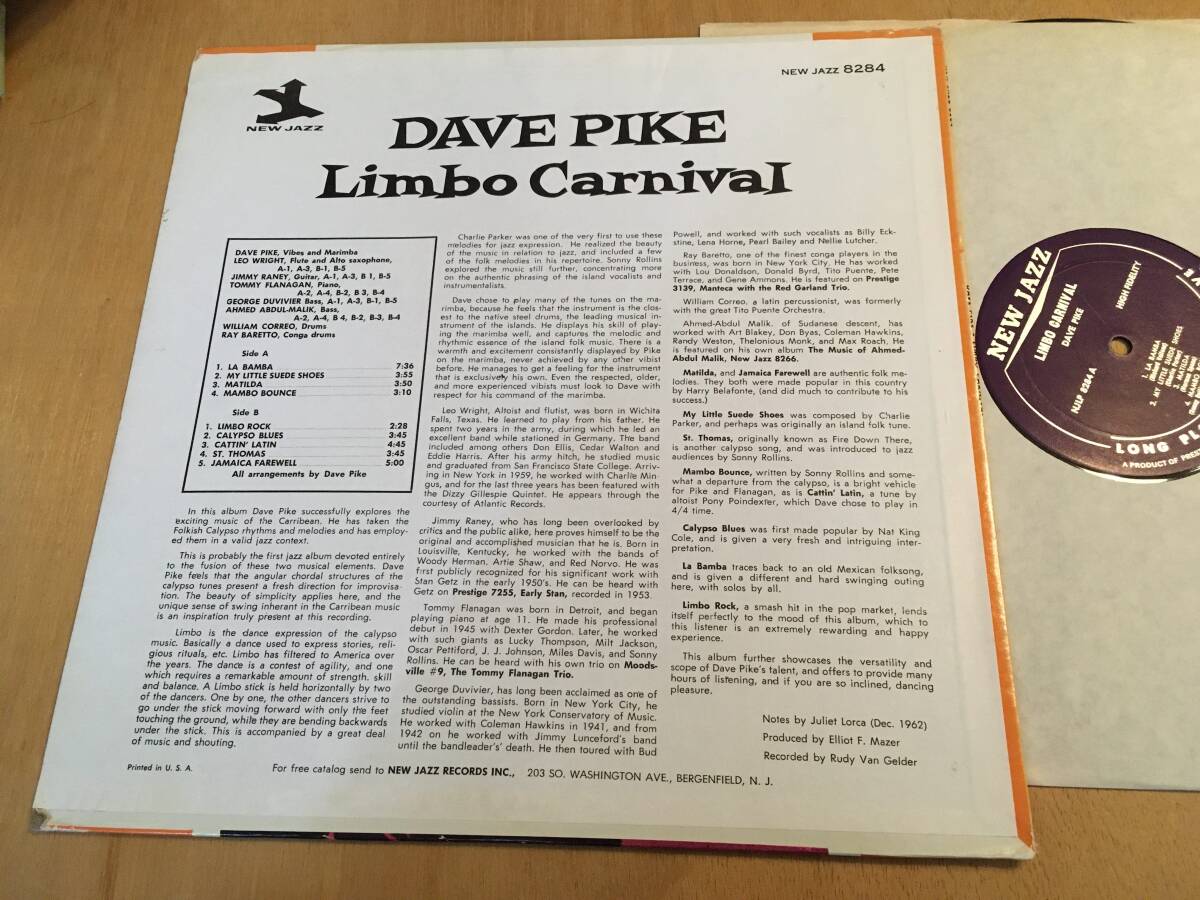 NEW JAZZ
NEW JAZZ 8284
DAVE PIKE
Limbo Carnival
DAVE PIKE, Vibes and Marimba
LEO WRIGHT, Flute and Alto saxophone,
A-1, A-3, B-1, B-5
JIMMY RANEY, Guitar, A-1, A-3, B 1, B-5
TOMMY FLANAGAN, Piano,
A-2, A-4, B-2, B 3, B-4
GEORGE DUVIVIER Bass, A-1, A-3, B-1, B-5
AHMED ABDUL-MALIK, Bass,
A-2, A-4, B 4, B-2, B-3, B-4
WILLIAM CORREO, Drums
RAY BARETTO, Conga drums
Side A
1. LA BAMBA 7:36
2. MY LITTLE SUEDE SHOES 3:55
3. MATILDA 3:50
4. MAMBO BOUNCE 3:10
Side B
1. LIMBO ROCK 2:28
2. CALYPSO BLUES 3:45
3. CATTIN' LATIN 4:45
4. ST. THOMAS 3:45
5. JAMAICA FAREWELL 5:00
All arrangements by Dave Pike
In this album Dave Pike successfully explores the
exciting music of the Carribean. He has taken the
Folkish Calypso rhythms and melodies and has employ-
ed them in a valid jazz context.
This is probably the first jazz album devoted entirely
to the fusion of these two musical elements. Dave
Pike feels that the angular chordal structures of the
calypso tunes present a fresh direction for improvisa-
tion. The beauty of simplicity applies here, and the
unique sense of swing inherant in the Carribean music
is an inspiration truly present at this recording.
Limbo is the dance expression of the calypso
music. Basically a dance used to express stories, reli-
gious rituals, etc. Limbo has filtered to America over
the years. The dance is a contest of agility, and one
which requires a remarkable amount of strength. skill
and balance. A Limbo stick is held horizontally by two
of the dancers. One by one, the other dancers strive to
go under the stick moving forward with only the feet
touching the ground, while they are bending backwards
under the stick. This is accompanied by a great deal
of music and shouting.
Charlie Parker was one of the very first to use these
melodies for jazz expression. He realized the beauty
of the music in relation to jazz, and included a few
of the folk melodies in his repertoire. Sonny Rollins
explored the music still further, concentrating more
on the authentic phrasing of the island vocalists and
instrumentalists.
Dave chose to play many of the tunes on the ma-
rimba, because he feels that the instrument is the clos-
est to the native steel drums, the leading musical in-
strument of the islands. He displays his skill of play-
ing the marimba well, and captures the melodic and
rhythmic essence of the island folk music. There is a
warmth and excitement consistantly displayed by Pike
on the marimba, never achieved by any other vibist
before. He manages to get a feeling for the instrument
that is exclusively his own. Even the respected, older,
and more experienced vibists must look to Dave with
respect for his command of the marimba.
Leo Wright, Altoist and flutist, was born in Wichita
Falls, Texas. He learned to play from his father. He
spent two years in the army, during which he led an
excellent band while stationed in Germany. The band
included among others Don Ellis, Cedar Walton and
Eddie Harris. After his army hitch, he studied music
and graduated from San Francisco State College. Arriv-
ing in New York in 1959, he worked with Charlie Min-
gus, and for the last three years has been featured with
the Dizzy Gillespie Quintet. He appears through the
courtesy of Atlantic Records.
Jimmy Raney, who has long been overlooked by
critics and the public alike, here proves himself to be the
original and accomplished musician that he is. Born in
Louisville, Kentucky, he worked with the bands of
Woody Herman. Artie Shaw, and Red Norvo. He was
first publicly recognized for his significant work with
Stan Getz in the early 1950's. He can be heard with
Getz on Prestige 7255, Early Stan, recorded in 1953.
Tommy Flanagan was born in Detroit, and began
playing piano at age 11. He made his professional
debut in 1945 with Dexter Gordon. Later, he worked
with such giants as Lucky Thompson, Milt Jackson,
Oscar Pettiford, J. J. Johnson, Miles Davis, and Sonny
Rollins. He can be heard with his own trio on Moods-
ville #9, The Tommy Flanagan Trio.
George Duvivier, has long been acclaimed as one of
the outstanding bassists. Born in New York City, he
studied violin at the New York Conservatory of Music.
He worked with Coleman Hawkins in 1941, and from
1942 on he worked with Jimmy Lunceford's band
until the bandleader's death. He then toured with Bud
Powell, and worked with such vocalists as Billy Eck-
stine, Lena Horne, Pearl Bailey and Nellie Lutcher.
Ray Baretto, one of the finest conga players in the
business, was born in New York City. He has worked
with Lou Donaldson, Donald Byrd, Tito Puente, Pete
Terrace, and Gene Ammons. He is featured on Prestige
3139, Manteca with the Red Garland Trio.
William Correo, a latin percussionist, was formerly
with the great Tito Puente Orchestra.
Ahmed-Abdul Malik. of Sudanese descent, has
worked with Art Blakey, Don Byas, Coleman Hawkins,
Randy Weston, Thelonious Monk, and Max Roach. He
is featured on his own album The Music of Ahmed-
Abdul Malik, New Jazz 8266.
Matilda, and Jamaica Farewell are authentic folk me-
lodies. They both were made popular in this country
by Harry Belafonte, (and did much to contribute to his
success.)
My Little Suede Shoes was composed by Charlie
Parker, and perhaps was originally an island folk tune.
St. Thomas, originally known as Fire Down There,
is another calypso song, and was introduced to jazz
audiences by Sonny Rollins.
Mambo Bounce, written by Sonny Rollins and some-
what a departure from the calypso, is a bright vehicle
for Pike and Flanagan, as is Cattin' Latin, a tune by
altoist Pony Poindexter, which Dave chose to play in
4/4 time.
Calypso Blues was first made popular by Nat King
Cole, and is given a very fresh and intriguing inter-
pretation.
La Bamba traces back to an old Mexican folksong,
and is given a different and hard swinging outing
here, with solos by all.
Limbo Rock, a smash hit in the pop market, lends
itself perfectly to the mood of this album, which to
this listener is an extremely rewarding and happy
experience.
This album further showcases the versatility and
scope of Dave Pike's talent, and offers to provide many
hours of listening, and if you are so inclined, dancing
pleasure.
Notes by Juliet Lorca (Dec. 1962)
Produced by Elliot F. Mazer
Recorded by Rudy Van Gelder
Printed in U. S. A.
For free catalog send to NEW JAZZ RECORDS INC., 203 SO. WASHINGTON AVE., BERGENFIELD, N. J.
NEW JAZZ
LIMBO CARNIVAL
DAVE PIKE
HIGH FIDELITY
NJLP 8284 A
1. LA BAMBA
LITTLE SUEDE SHOES
3. MATILDA
LONG PL
A PRODUCT OF PREST